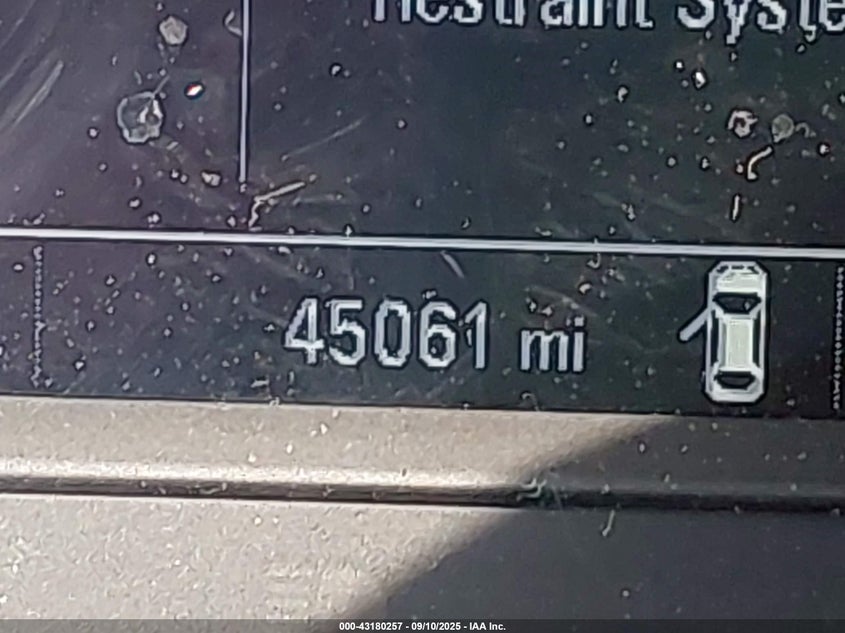 Restraint Syste
45061 mi
000-43180257 - 09/10/2025 - IAA Inc.